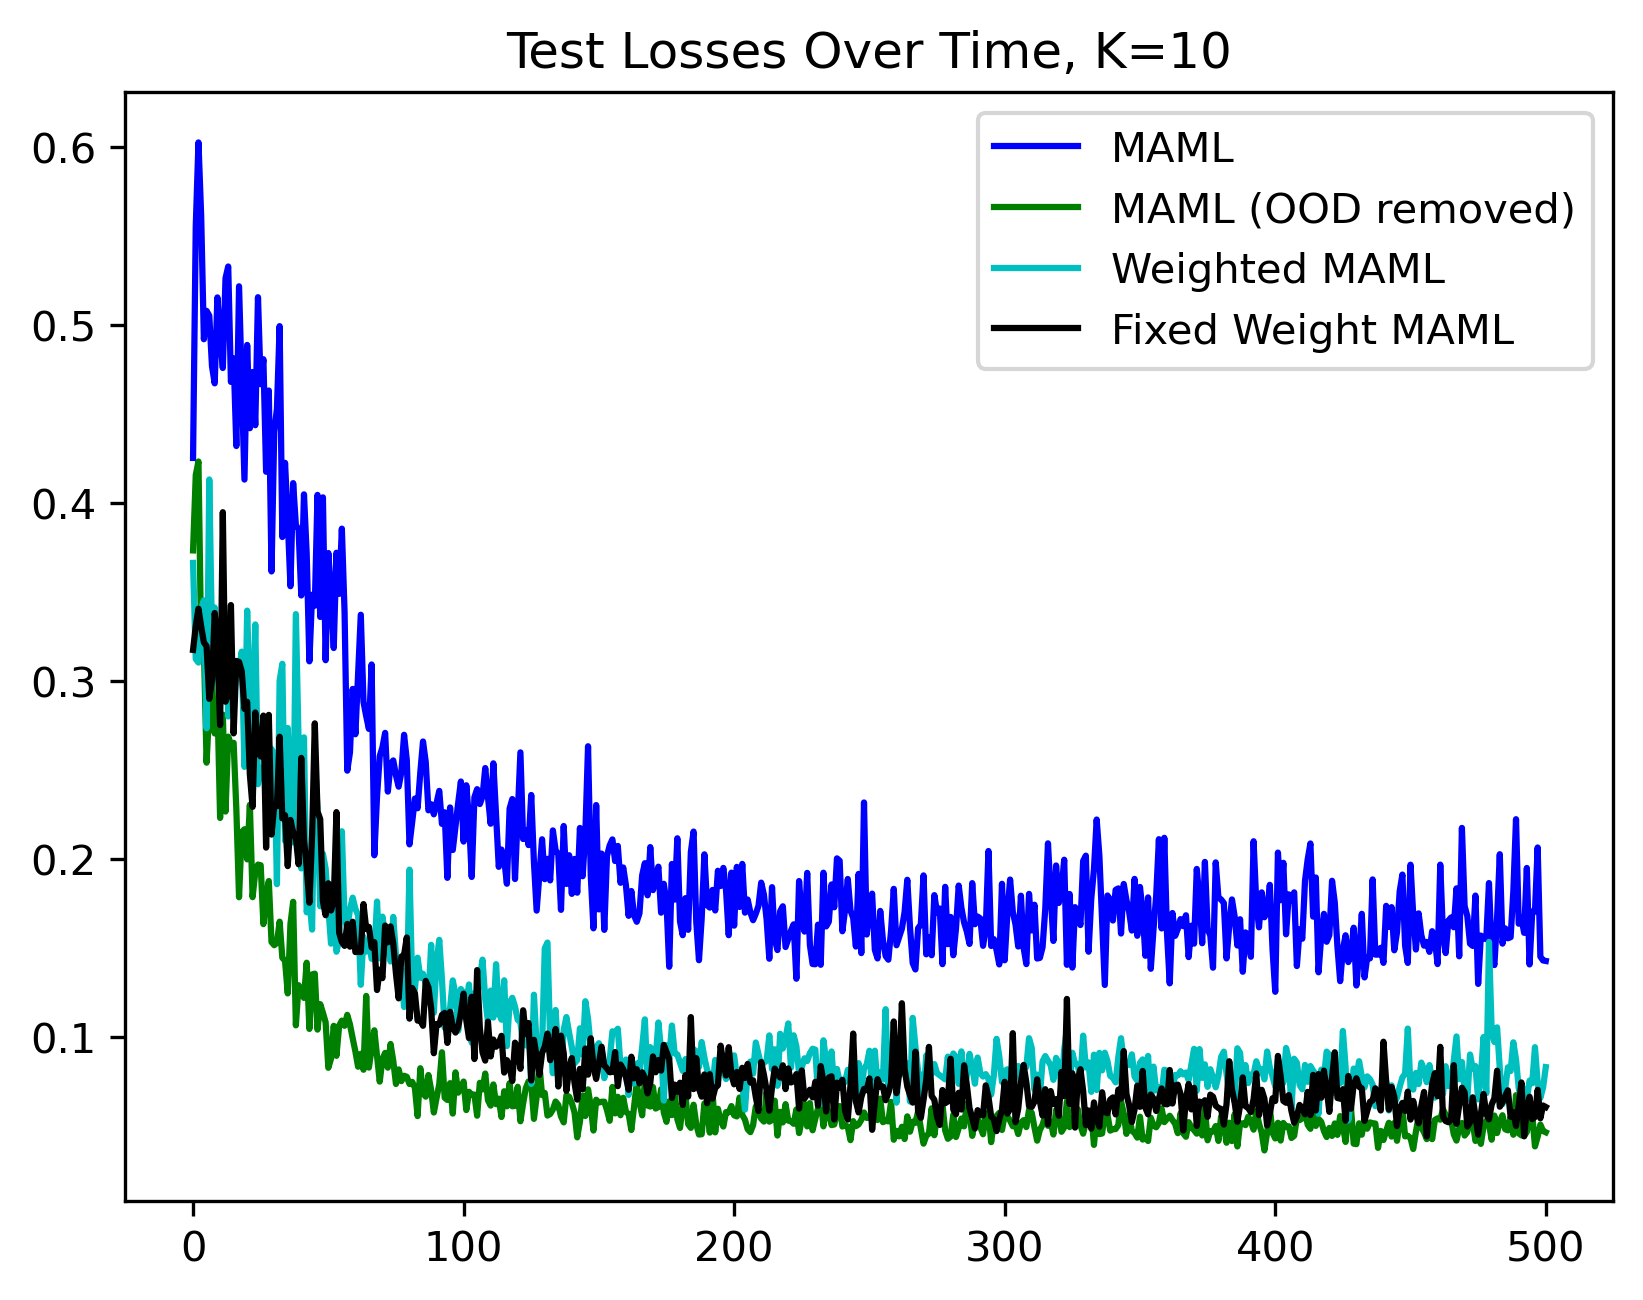 Test Losses Over Time, K=10
MAML
MAML (OOD removed)
Weighted MAML
Fixed Weight MAML
0.6
0.5
0.4
0.3
0.2
0.1
0 100 200 300 400 500